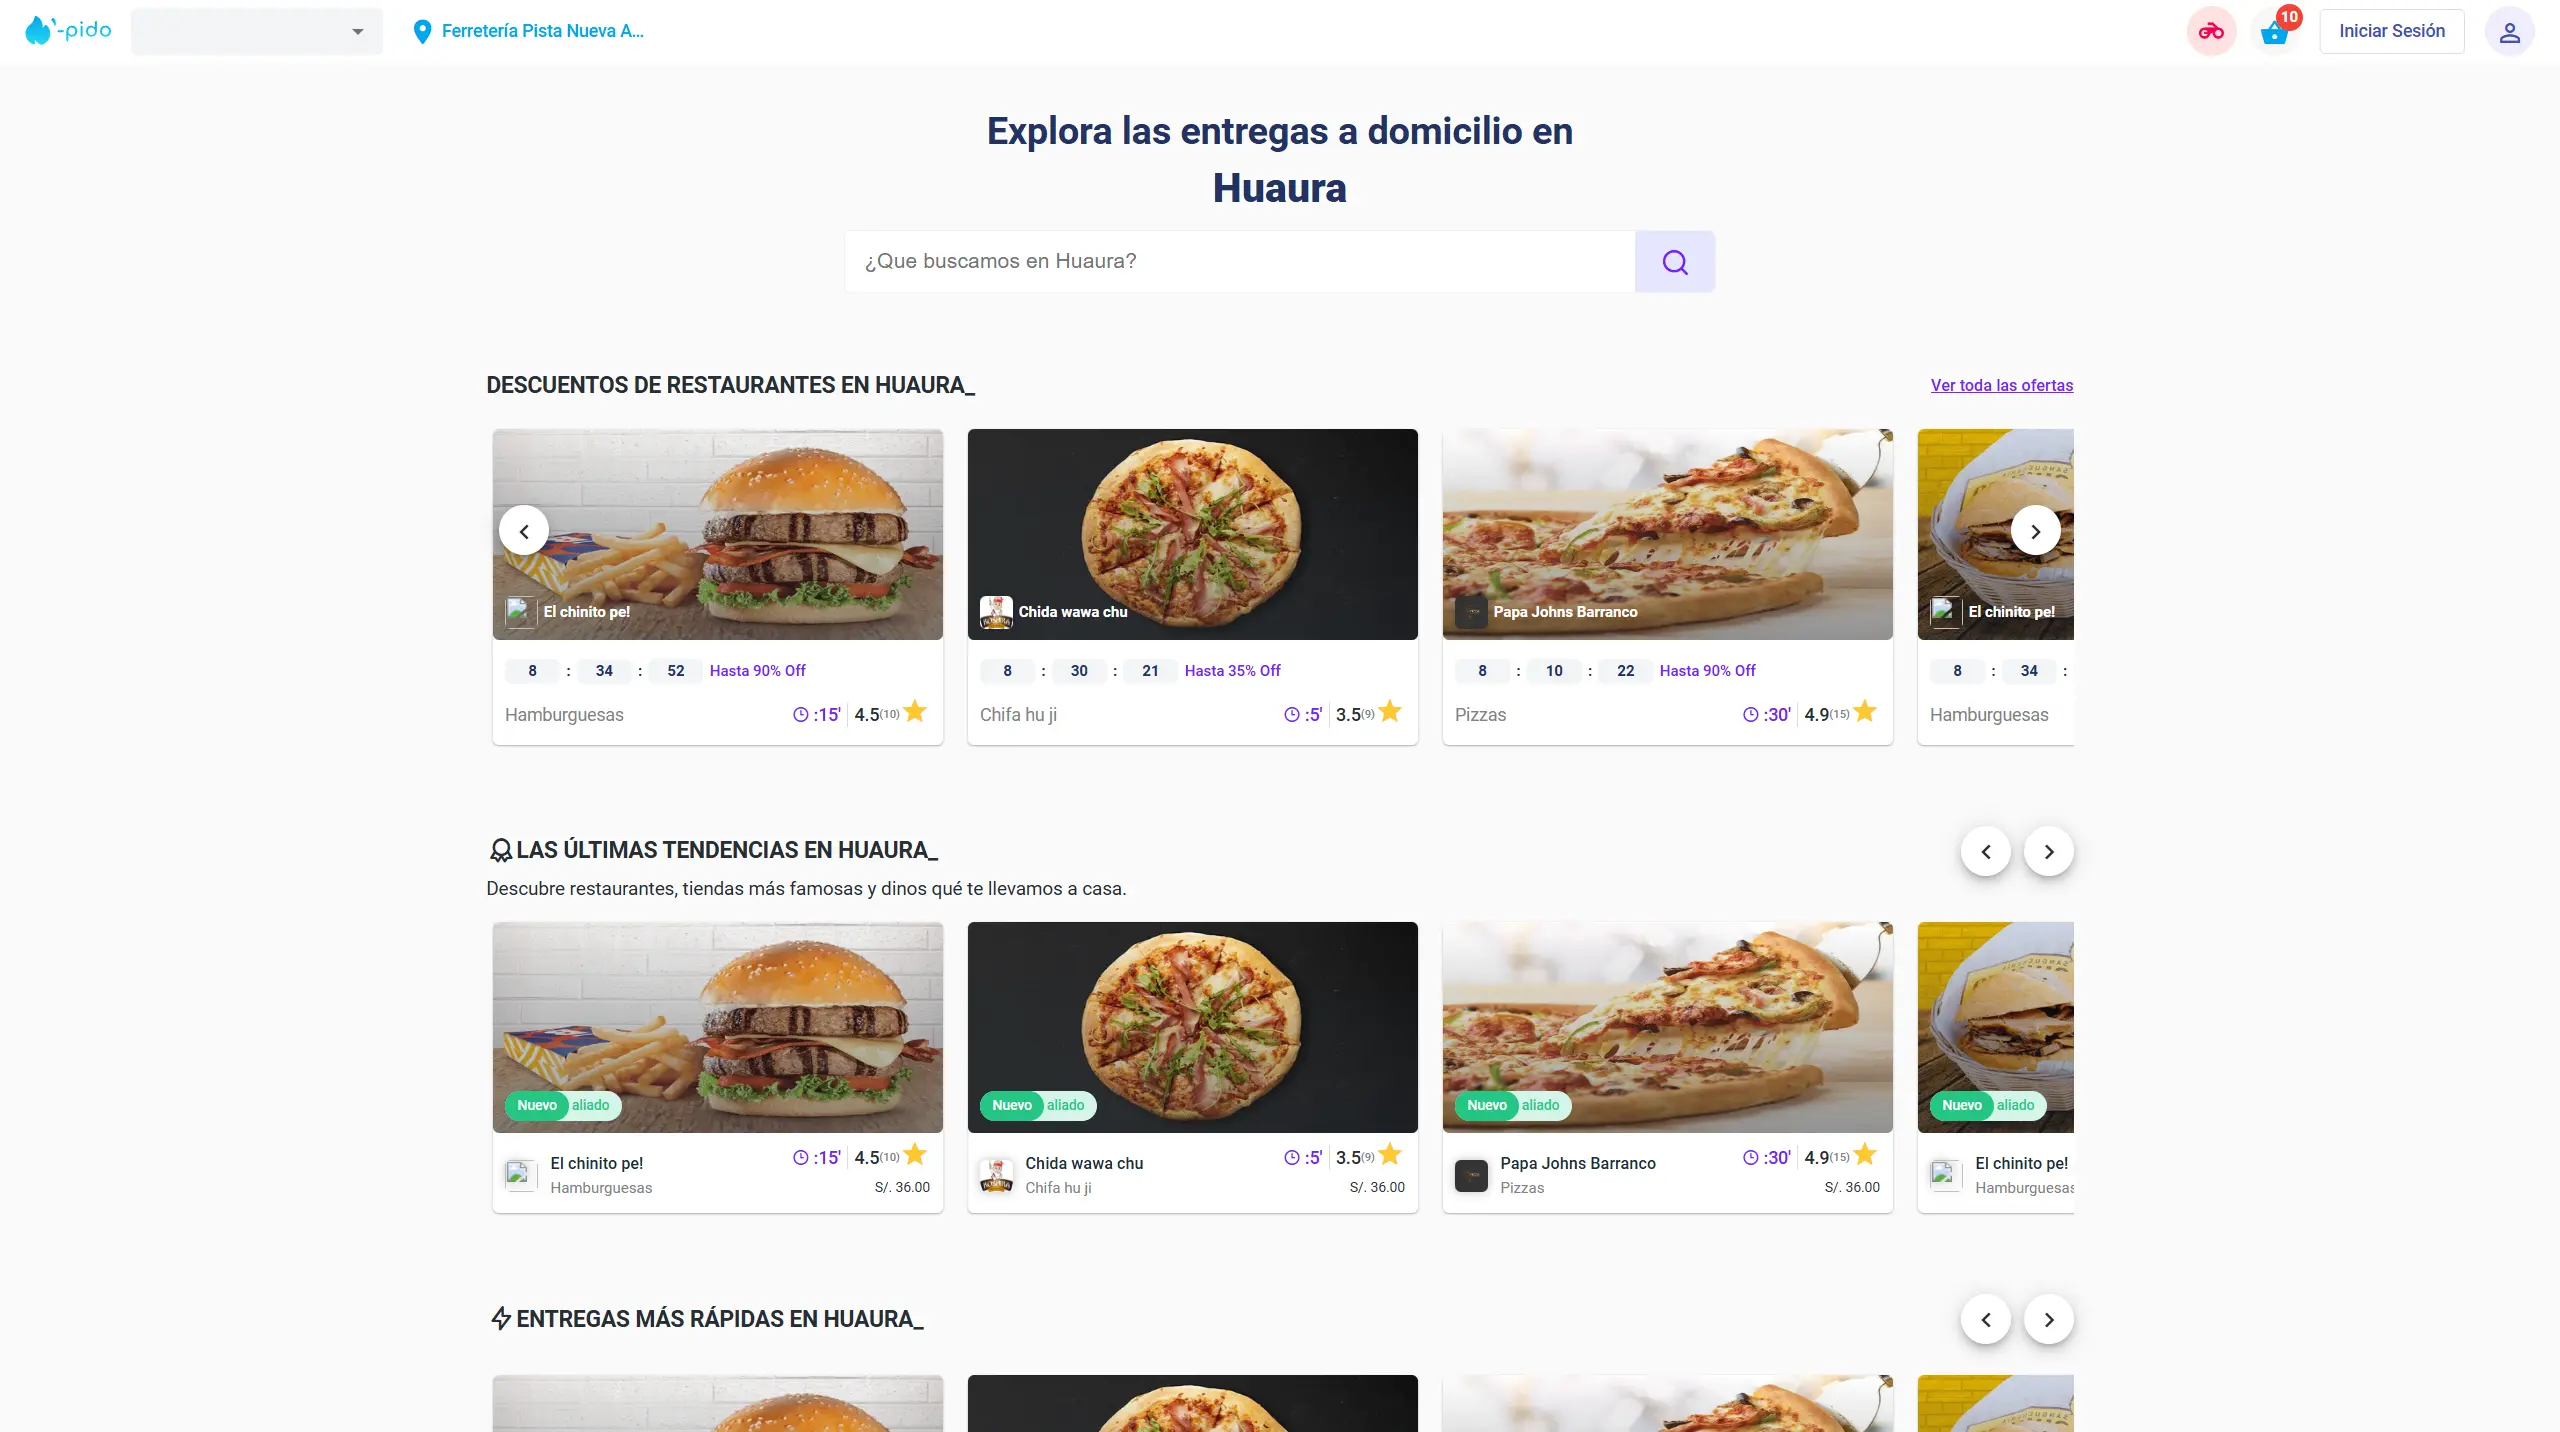 -pido
Ferretería Pista Nueva A...
10
Iniciar Sesión
Explora las entregas a domicilio en
Huaura
¿Que buscamos en Huaura?
DESCUENTOS DE RESTAURANTES EN HUAURA_
Ver toda las ofertas
El chinito pe!
Chida wawa chu
Papa Johns Barranco
El chinito pe!
8 : 34 : 52 Hasta 90% Off
8 : 30 : 21 Hasta 35% Off
8 : 10 : 22 Hasta 90% Off
8 : 34 :
Hamburguesas :15' 4.5(10)
Chifa hu ji :5' 3.5(9)
Pizzas :30' 4.9(15)
Hamburguesas
LAS ÚLTIMAS TENDENCIAS EN HUAURA_
Descubre restaurantes, tiendas más famosas y dinos qué te llevamos a casa.
Nuevo aliado
Nuevo aliado
Nuevo aliado
Nuevo aliado
El chinito pe! :15' 4.5(10)
Hamburguesas S/. 36.00
Chida wawa chu :5' 3.5(9)
Chifa hu ji S/. 36.00
Papa Johns Barranco :30' 4.9(15)
Pizzas S/. 36.00
El chinito pe!
Hamburguesas
ENTREGAS MÁS RÁPIDAS EN HUAURA_